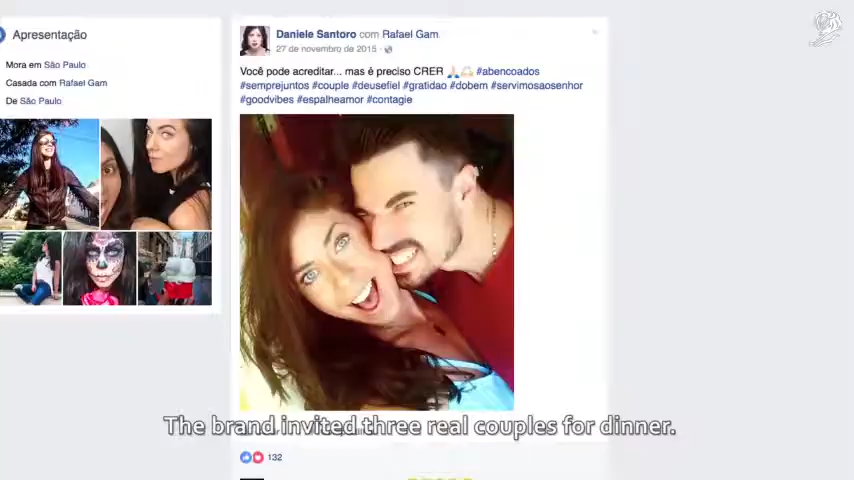 Apresentação
Mora em São Paulo
Casada com Rafael Gam
De São Paulo
Daniele Santoro com Rafael Gam.
27 de novembro de 2015 ·
Você pode acreditar... mas é preciso CRER 🙏 #abencoados
#semprejuntos #couple #deusefiel #gratidao #dobem #servimosaosenhor
#goodvibes #espalheamor #contagie
The brand invited three real couples for dinner.
132